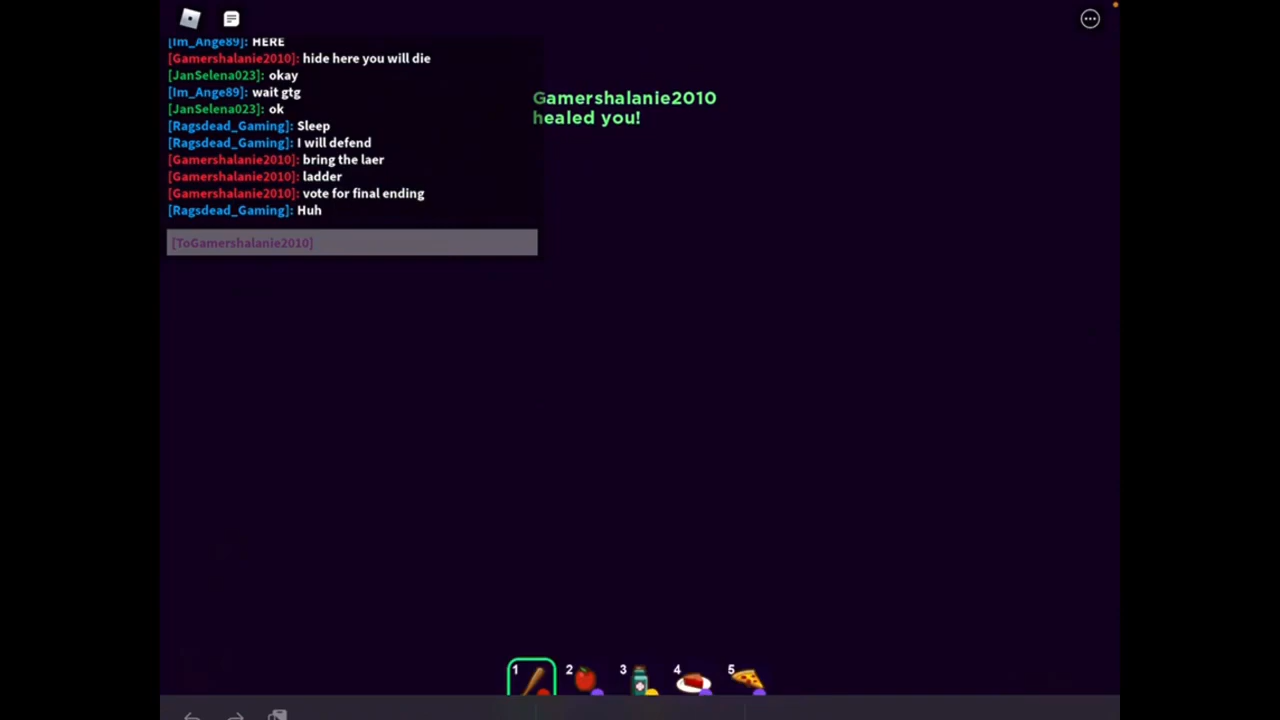 [Im_Ange89]: HERE
[Gamershalanie2010]: hide here you will die
[JanSelena023]: okay
[Im_Ange89]: wait gtg
[JanSelena023]: ok
[Ragsdead_Gaming]: Sleep
[Ragsdead_Gaming]: I will defend
[Gamershalanie2010]: bring the laer
[Gamershalanie2010]: ladder
[Gamershalanie2010]: vote for final ending
[Ragsdead_Gaming]: Huh
[ToGamershalanie2010]
Gamershalanie2010
healed you!
1 2 3 4 5